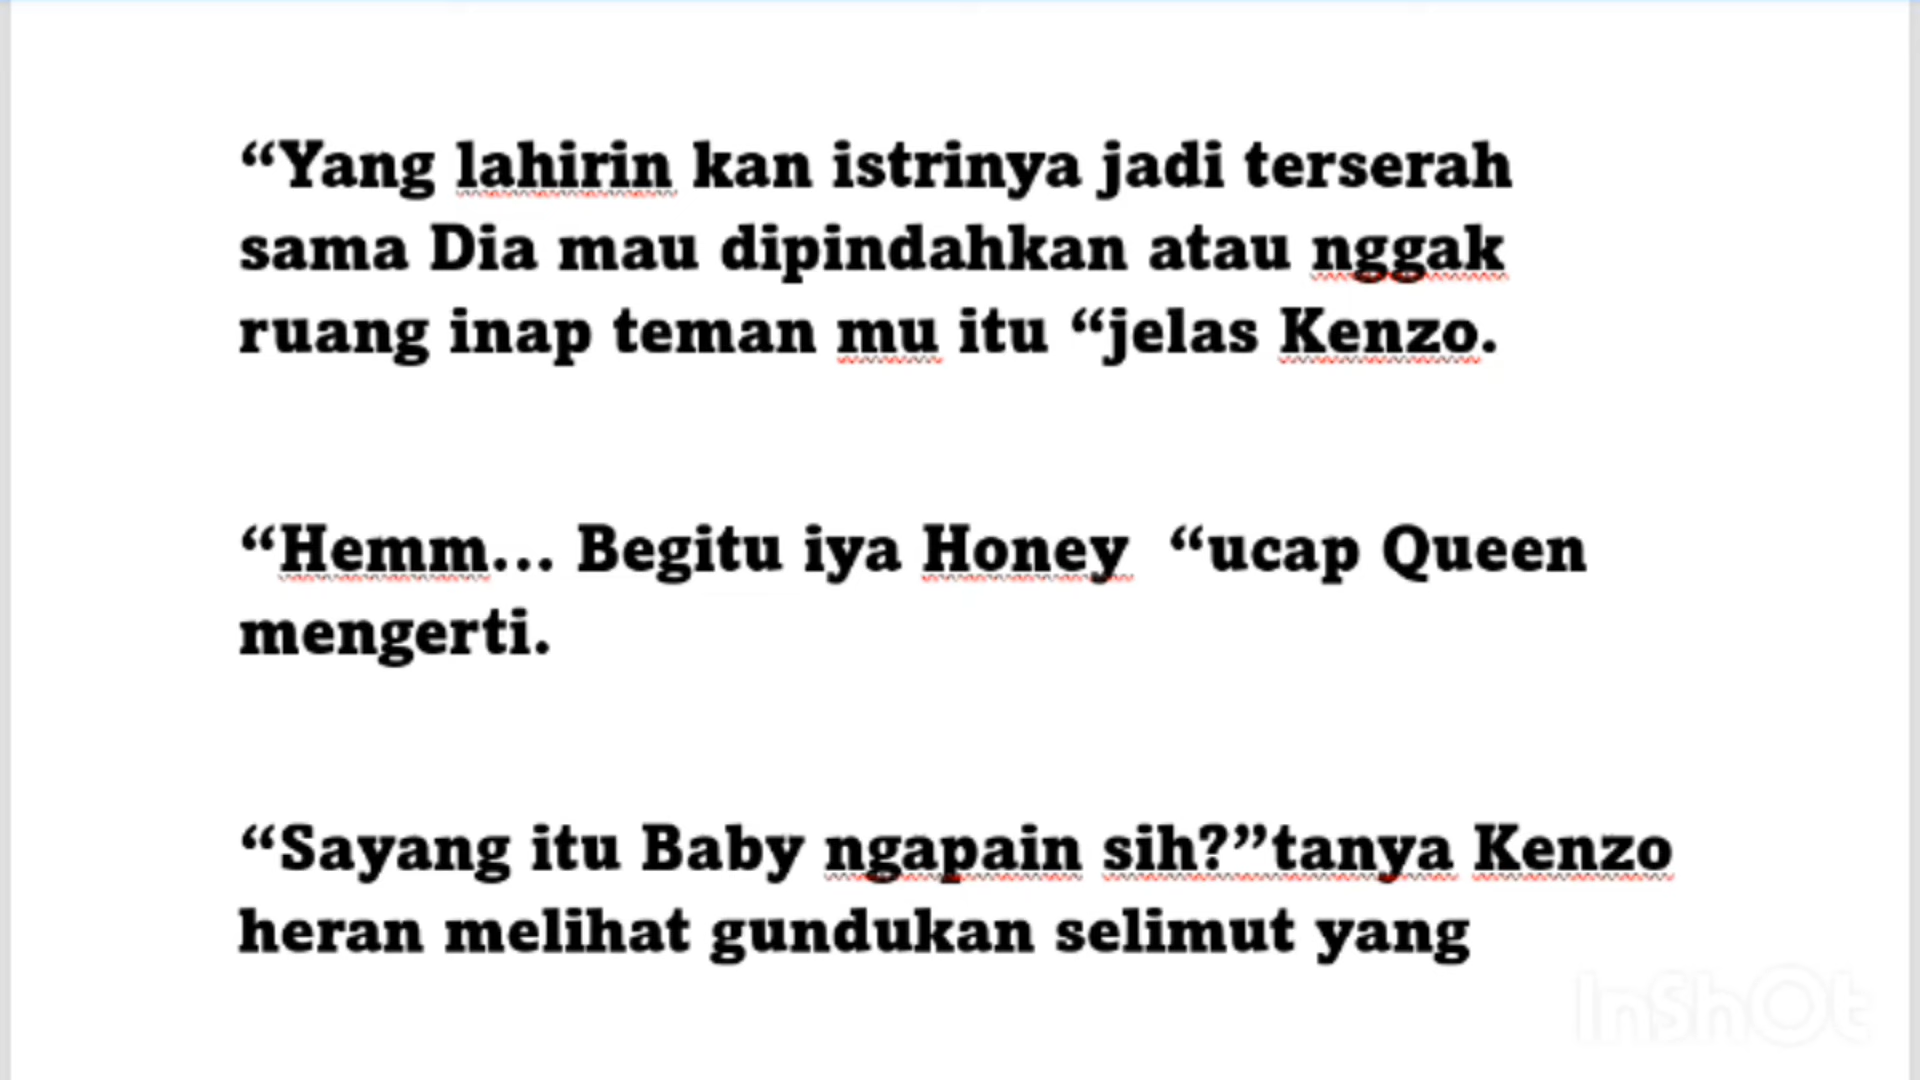 “Yang lahirin kan istrinya jadi terserah
sama Dia mau dipindahkan atau nggak
ruang inap teman mu itu “jelas Kenzo.
“Hemm... Begitu iya Honey  “ucap Queen
mengerti.
“Sayang itu Baby ngapain sih?”tanya Kenzo
heran melihat gundukan selimut yang
InShOt